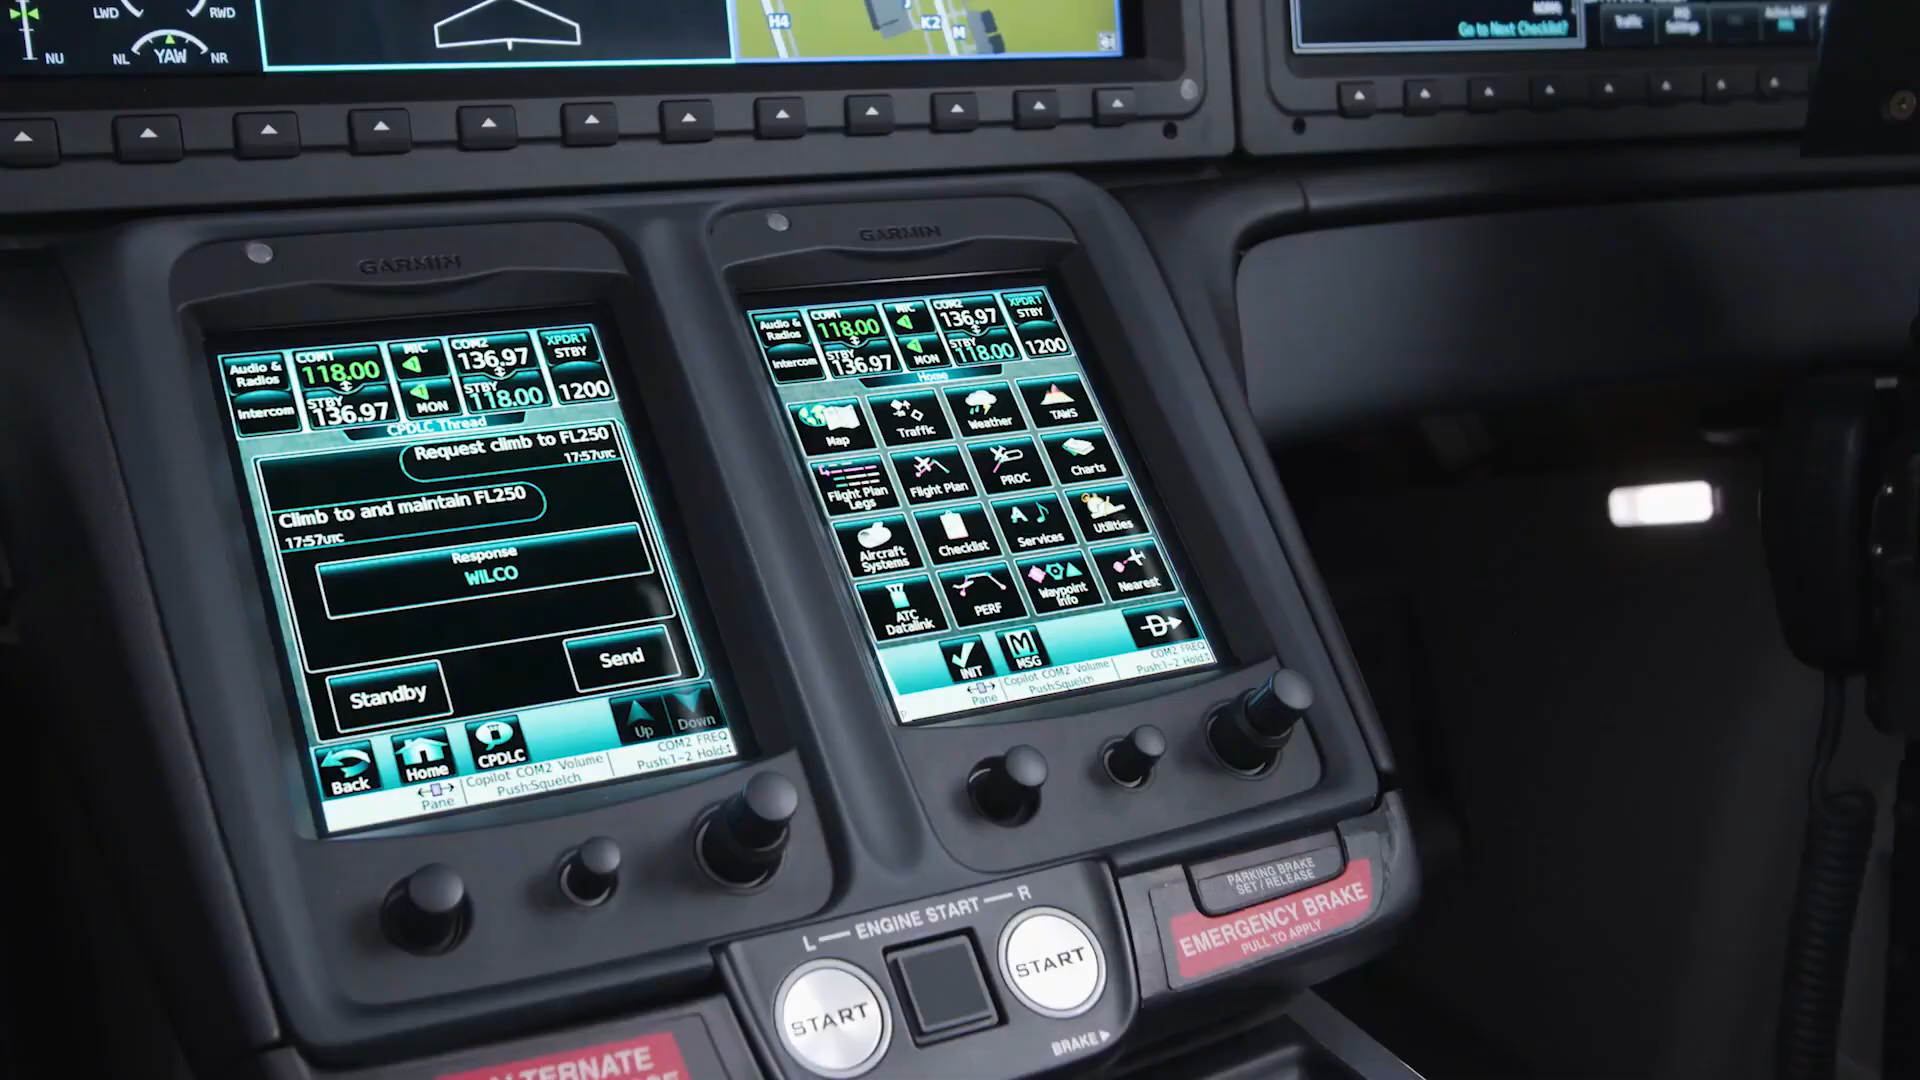 LWD
RWD
NU
NL
YAW
NR
H4
J
K2
M
Go to Next Checklist?
Traffic
Settings
GARMIN
Audio & Radios
Intercom
COM1
118.00
STBY
136.97
MIC
MON
COM2
136.97
STBY
118.00
XPDR1
STBY
1200
CPDLC Thread
Request climb to FL250
17:57UTC
Climb to and maintain FL250
17:57UTC
Response
WILCO
Standby
Send
Back
Home
CPDLC
Up
Down
Pane
Copilot COM2 Volume
Push:Squelch
COM2 FREQ
Push:1-2 Hold:↕
GARMIN
Audio & Radios
Intercom
COM1
118.00
STBY
136.97
MIC
MON
COM2
136.97
STBY
118.00
XPDR1
STBY
1200
Home
Map
Traffic
Weather
TAWS
Flight Plan Legs
Flight Plan
PROC
Charts
Aircraft Systems
Checklist
Services
Utilities
ATC Datalink
PERF
Waypoint Info
Nearest
INIT
MSG
Pane
Copilot COM2 Volume
Push:Squelch
COM2 FREQ
Push:1-2 Hold:↕
L — ENGINE START — R
START
START
BRAKE
PARKING BRAKE
SET / RELEASE
EMERGENCY BRAKE
PULL TO APPLY
ALTERNATE